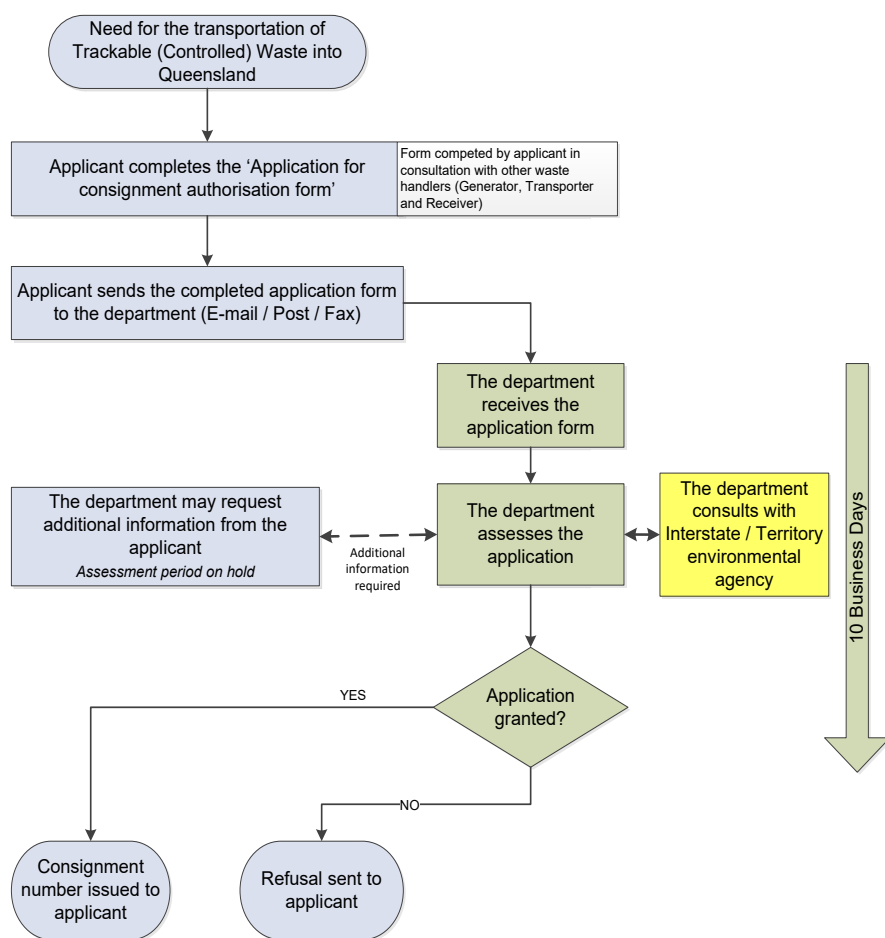 Need for the transportation of
Trackable (Controlled) Waste into
Queensland
Applicant completes the ‘Application for
consignment authorisation form’
Form competed by applicant in
consultation with other waste
handlers (Generator, Transporter
and Receiver)
Applicant sends the completed application form
to the department (E-mail / Post / Fax)
The department
receives the
application form
The department may request
additional information from the
applicant
Assessment period on hold
Additional
information
required
The department
assesses the
application
The department
consults with
Interstate / Territory
environmental
agency
10 Business Days
Application
granted?
YES
NO
Consignment
number issued to
applicant
Refusal sent to
applicant